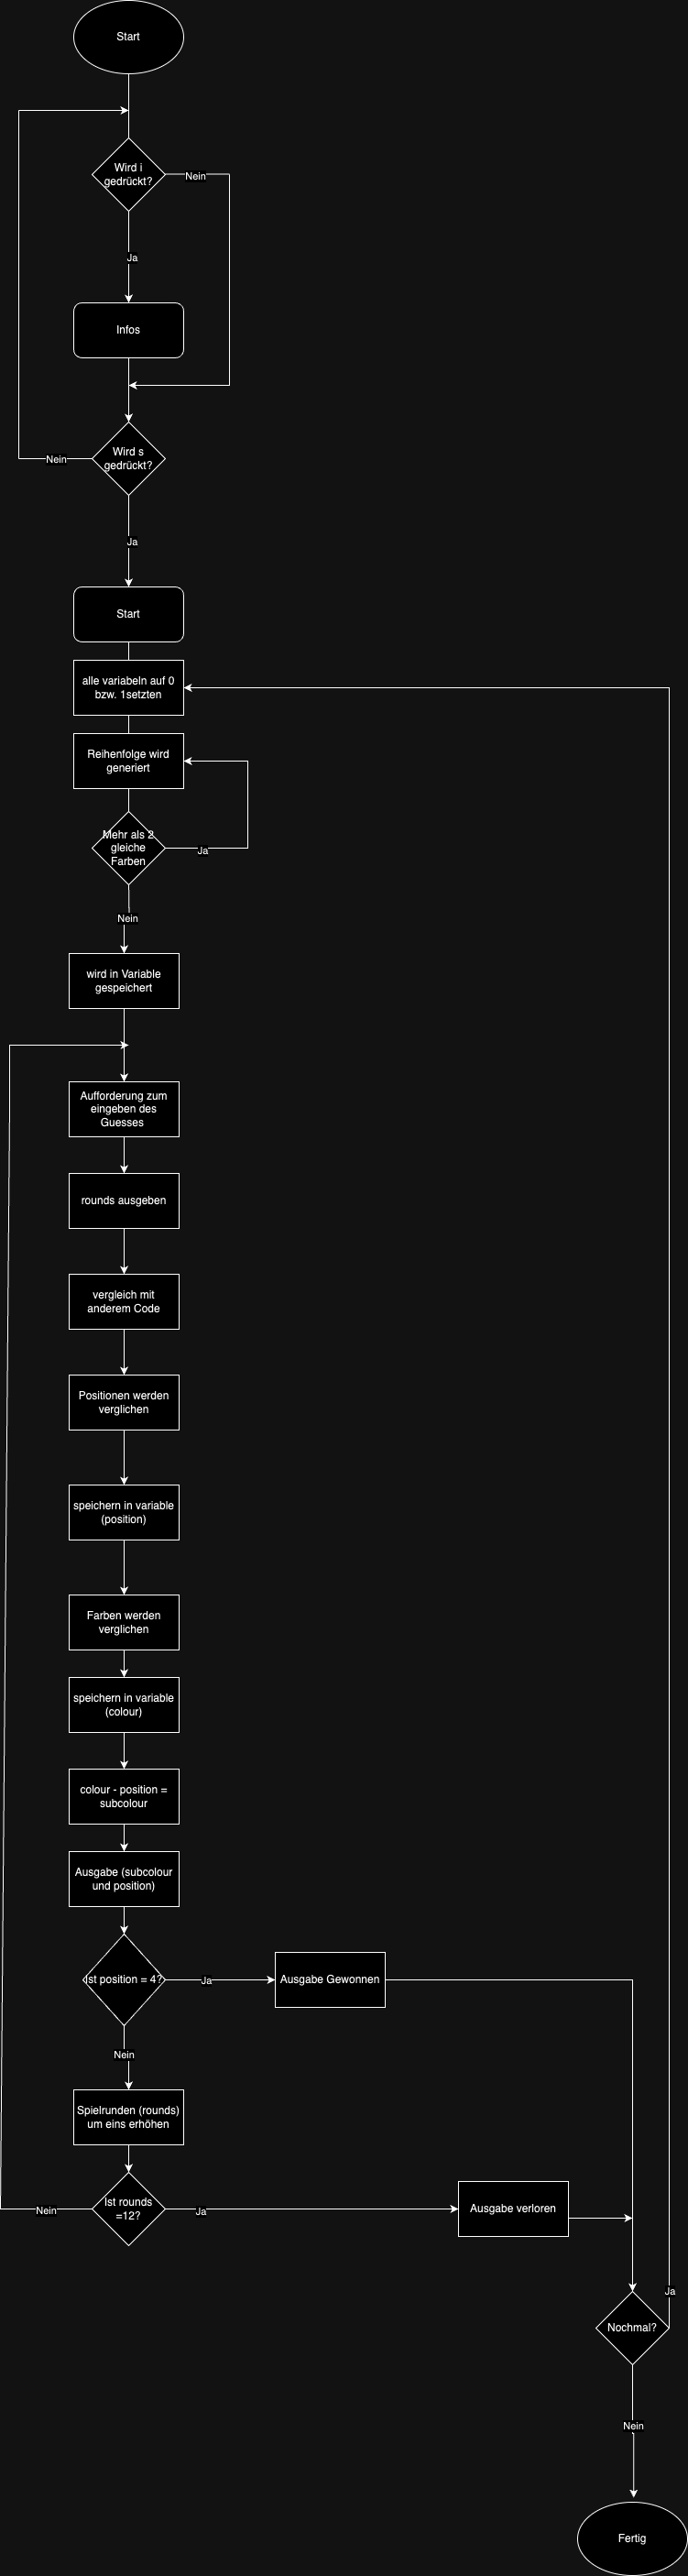 Start
Wird i
gedrückt?
Nein
Ja
Infos
Wird s
gedrückt?
Nein
Ja
Start
alle variabeln auf 0
bzw. 1setzten
Reihenfolge wird
generiert
Mehr als 2
gleiche
Farben
Ja
Nein
wird in Variable
gespeichert
Aufforderung zum
eingeben des
Guesses
rounds ausgeben
vergleich mit
anderem Code
Positionen werden
verglichen
speichern in variable
(position)
Farben werden
verglichen
speichern in variable
(colour)
colour - position =
subcolour
Ausgabe (subcolour
und position)
Ist position = 4?
Ja
Ausgabe Gewonnen
Nein
Spielrunden (rounds)
um eins erhöhen
Ist rounds
=12?
Nein
Ja
Ausgabe verloren
Ja
Nochmal?
Nein
Fertig